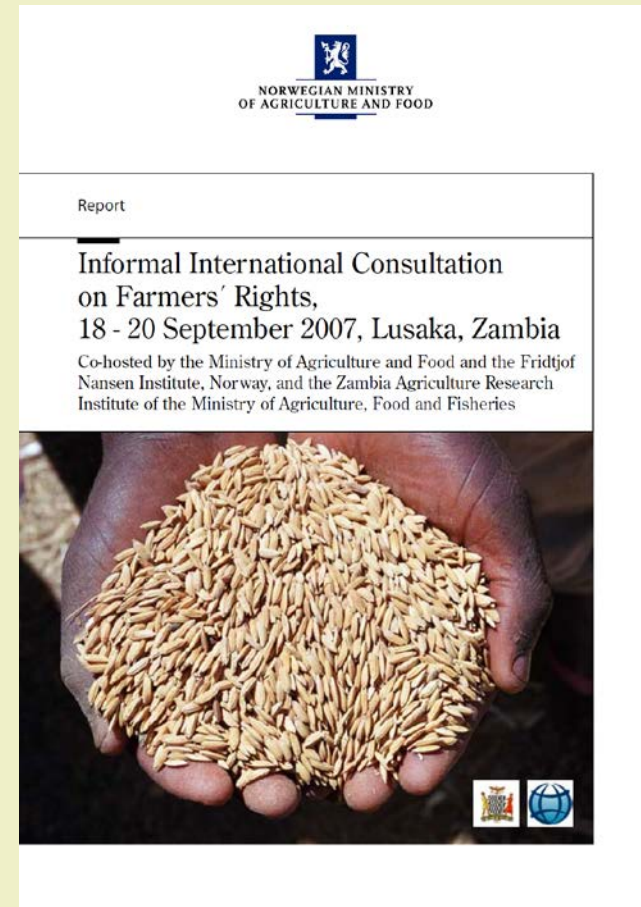 NORWEGIAN MINISTRY
OF AGRICULTURE AND FOOD
Report
Informal International Consultation
on Farmers´ Rights,
18 - 20 September 2007, Lusaka, Zambia
Co-hosted by the Ministry of Agriculture and Food and the Fridtjof
Nansen Institute, Norway, and the Zambia Agriculture Research
Institute of the Ministry of Agriculture, Food and Fisheries